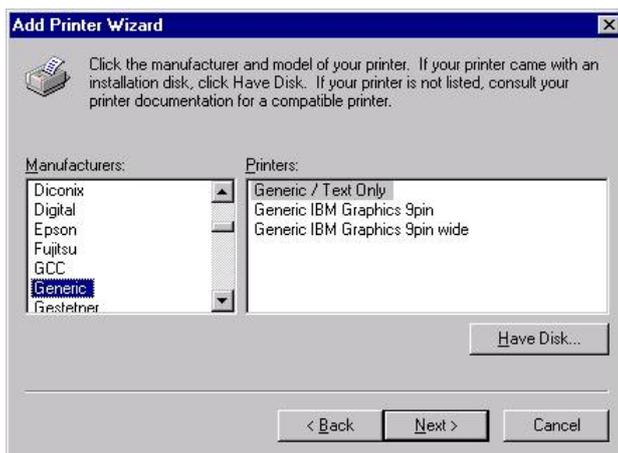 Add Printer Wizard
Click the manufacturer and model of your printer. If your printer came with an
installation disk, click Have Disk. If your printer is not listed, consult your
printer documentation for a compatible printer.
Manufacturers:
Diconix
Digital
Epson
Fujitsu
GCC
Generic
Gestetner
Printers:
Generic / Text Only
Generic IBM Graphics 9pin
Generic IBM Graphics 9pin wide
Have Disk...
< Back
Next >
Cancel